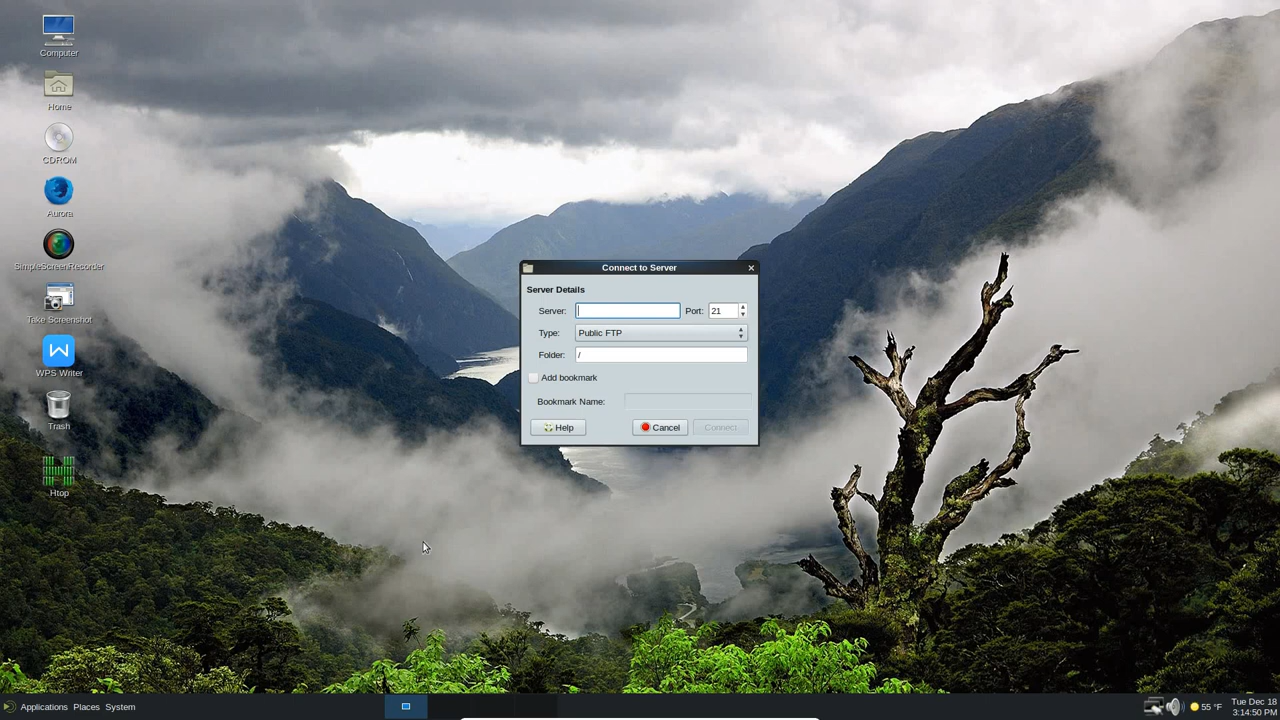 Computer
Home
CDROM
Aurora
SimpleScreenRecorder
Take Screenshot
WPS Writer
Trash
Htop
Connect to Server
Server Details
Server: Port: 21
Type: Public FTP
Folder: /
Add bookmark
Bookmark Name:
Help Cancel Connect
Applications Places System
55 °F
Tue Dec 18
3:14:50 PM